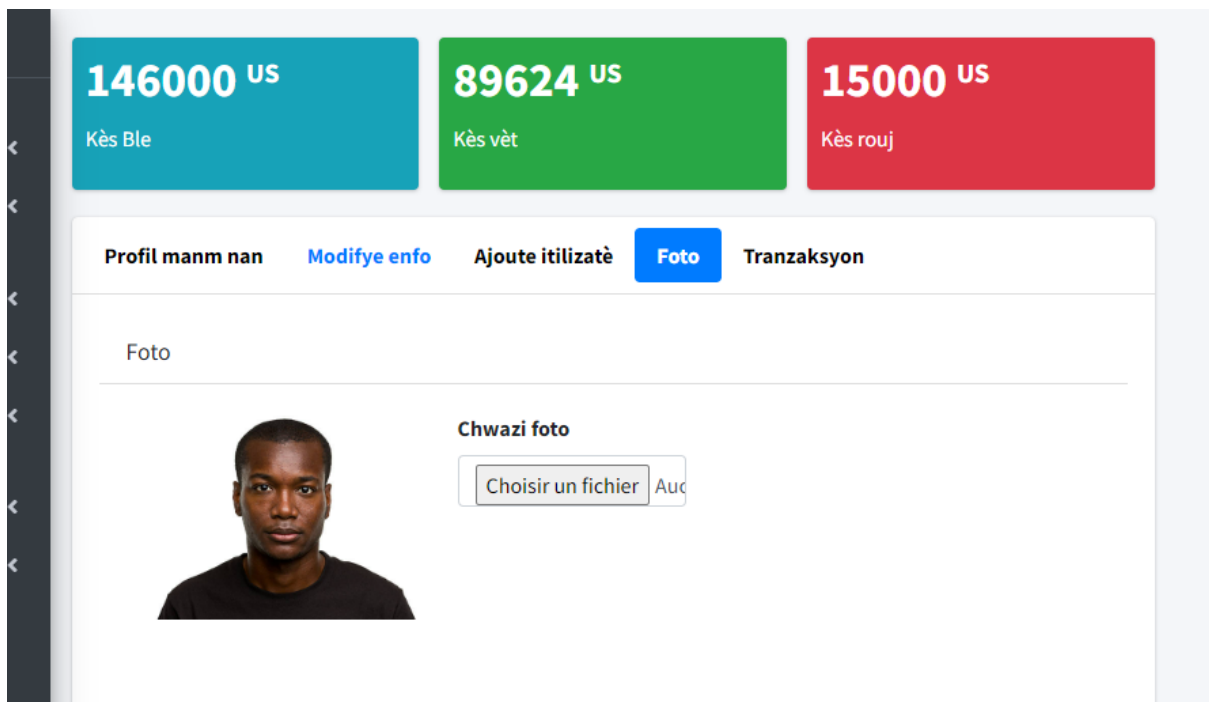 146000 US
Kès Ble
89624 US
Kès vèt
15000 US
Kès rouj
Profil manm nan
Modifye enfo
Ajoute itilizatè
Foto
Tranzaksyon
Foto
Chwazi foto
Choisir un fichier